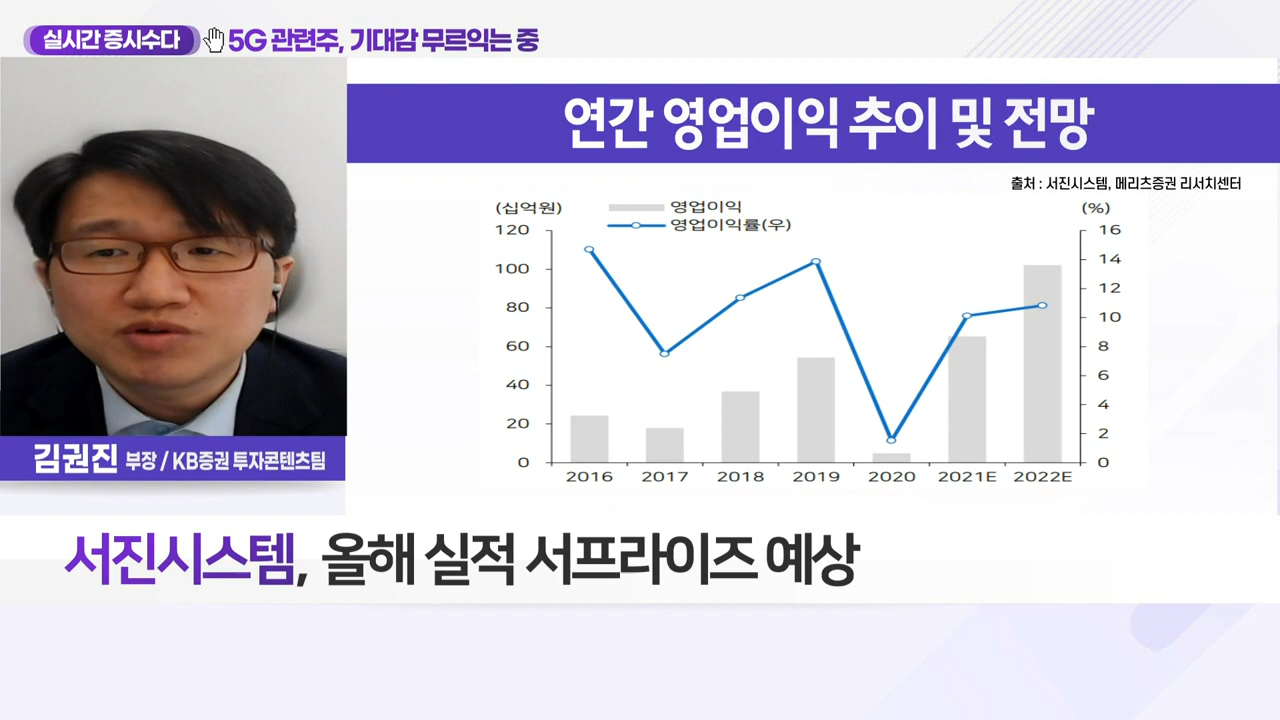 실시간 증시수다 5G 관련주, 기대감 무르익는 중
연간 영업이익 추이 및 전망
출처 : 서진시스템, 메리츠증권 리서치센터
(십억원) 영업이익 (%)
영업이익률(우)
120 16
14
100
12
80
10
60 8
6
40
4
20
2
0 0
2016 2017 2018 2019 2020 2021E 2022E
김권진 부장 / KB증권 투자콘텐츠팀
서진시스템, 올해 실적 서프라이즈 예상